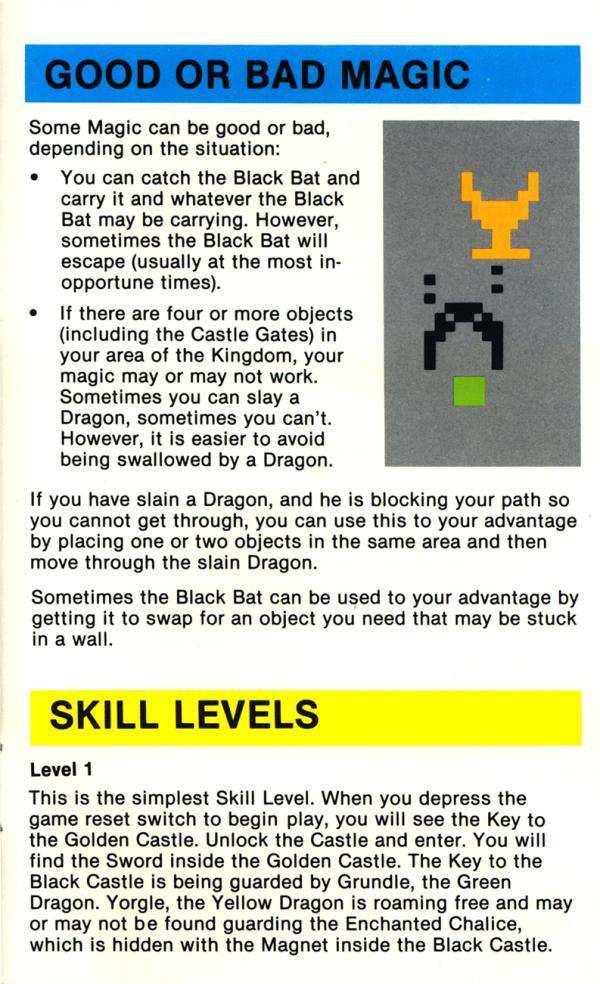 GOOD OR BAD MAGIC
Some Magic can be good or bad,
depending on the situation:
• You can catch the Black Bat and
carry it and whatever the Black
Bat may be carrying. However,
sometimes the Black Bat will
escape (usually at the most in-
opportune times).
• If there are four or more objects
(including the Castle Gates) in
your area of the Kingdom, your
magic may or may not work.
Sometimes you can slay a
Dragon, sometimes you can't.
However, it is easier to avoid
being swallowed by a Dragon.
If you have slain a Dragon, and he is blocking your path so
you cannot get through, you can use this to your advantage
by placing one or two objects in the same area and then
move through the slain Dragon.
Sometimes the Black Bat can be used to your advantage by
getting it to swap for an object you need that may be stuck
in a wall.
SKILL LEVELS
Level 1
This is the simplest Skill Level. When you depress the
game reset switch to begin play, you will see the Key to
the Golden Castle. Unlock the Castle and enter. You will
find the Sword inside the Golden Castle. The Key to the
Black Castle is being guarded by Grundle, the Green
Dragon. Yorgle, the Yellow Dragon is roaming free and may
or may not be found guarding the Enchanted Chalice,
which is hidden with the Magnet inside the Black Castle.